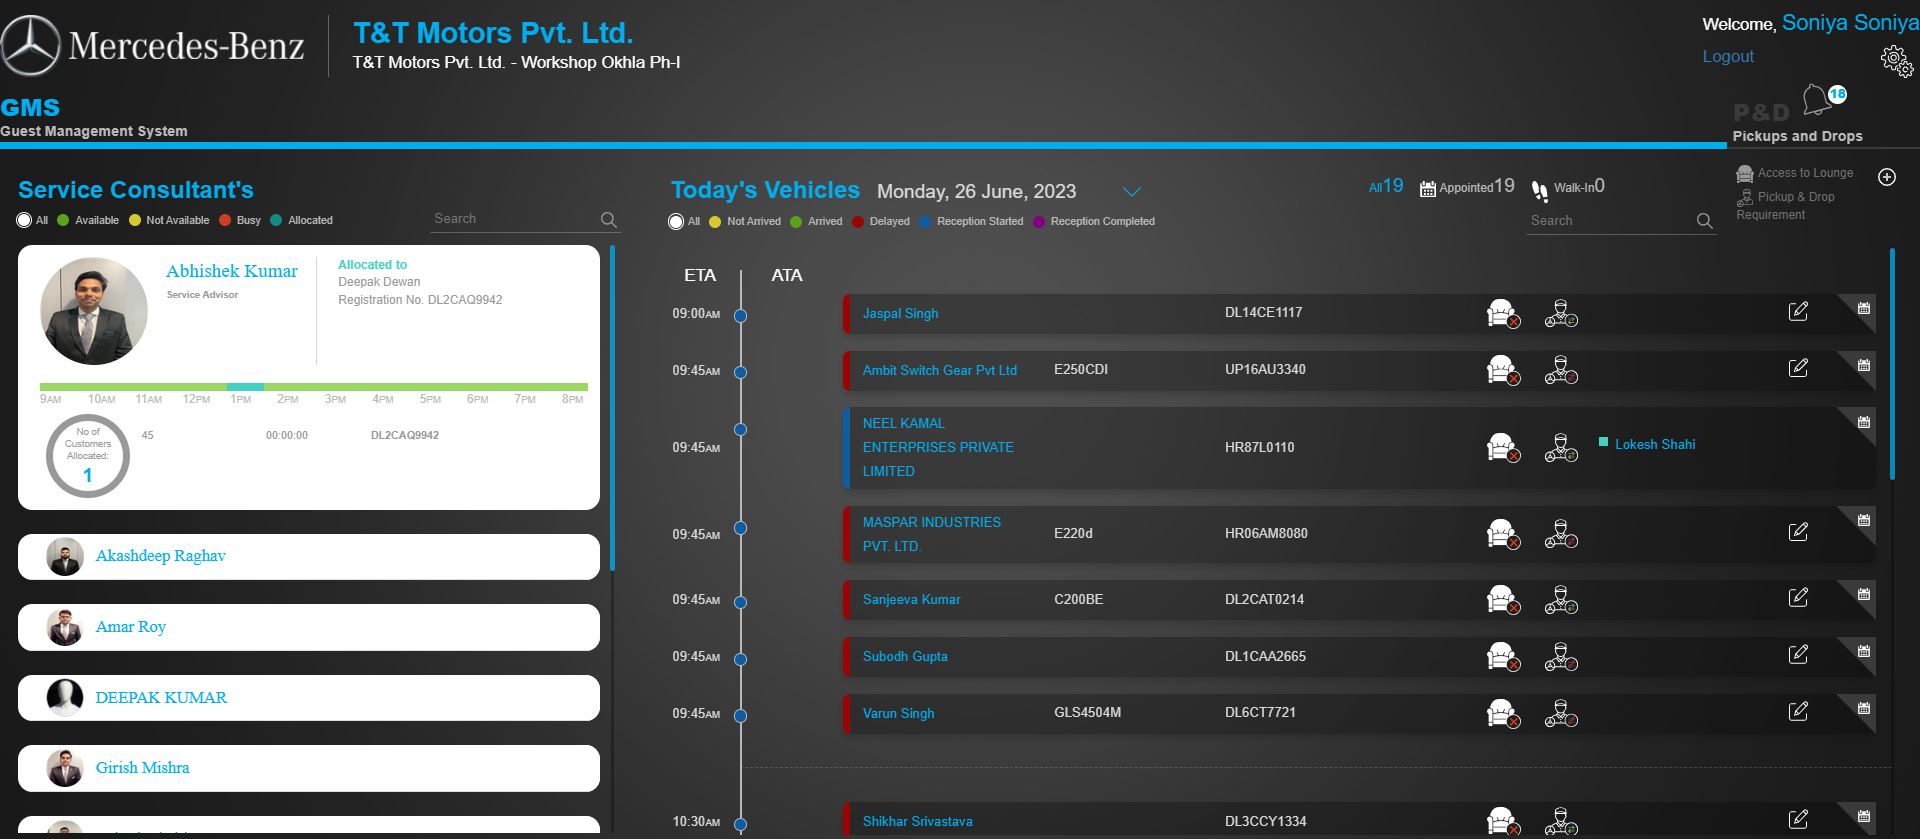 Mercedes-Benz
T&T Motors Pvt. Ltd.
T&T Motors Pvt. Ltd. - Workshop Okhla Ph-I
Welcome, Soniya Soniya
Logout
GMS
Guest Management System
P&D
18
Pickups and Drops
Service Consultant's
All Available Not Available Busy Allocated
Search
Abhishek Kumar
Service Advisor
Allocated to
Deepak Dewan
Registration No. DL2CAQ9942
9AM 10AM 11AM 12PM 1PM 2PM 3PM 4PM 5PM 6PM 7PM 8PM
No of
Customers
Allocated:
1
45 00:00:00 DL2CAQ9942
Akashdeep Raghav
Amar Roy
DEEPAK KUMAR
Girish Mishra
Today's Vehicles Monday, 26 June, 2023
All19 Appointed19 Walk-In0
All Not Arrived Arrived Delayed Reception Started Reception Completed
Search
Access to Lounge
Pickup & Drop
Requirement
ETA ATA
09:00AM Jaspal Singh DL14CE1117
09:45AM Ambit Switch Gear Pvt Ltd E250CDI UP16AU3340
NEEL KAMAL
09:45AM ENTERPRISES PRIVATE HR87L0110 Lokesh Shahi
LIMITED
MASPAR INDUSTRIES
09:45AM PVT. LTD. E220d HR06AM8080
09:45AM Sanjeeva Kumar C200BE DL2CAT0214
09:45AM Subodh Gupta DL1CAA2665
09:45AM Varun Singh GLS4504M DL6CT7721
10:30AM Shikhar Srivastava DL3CCY1334